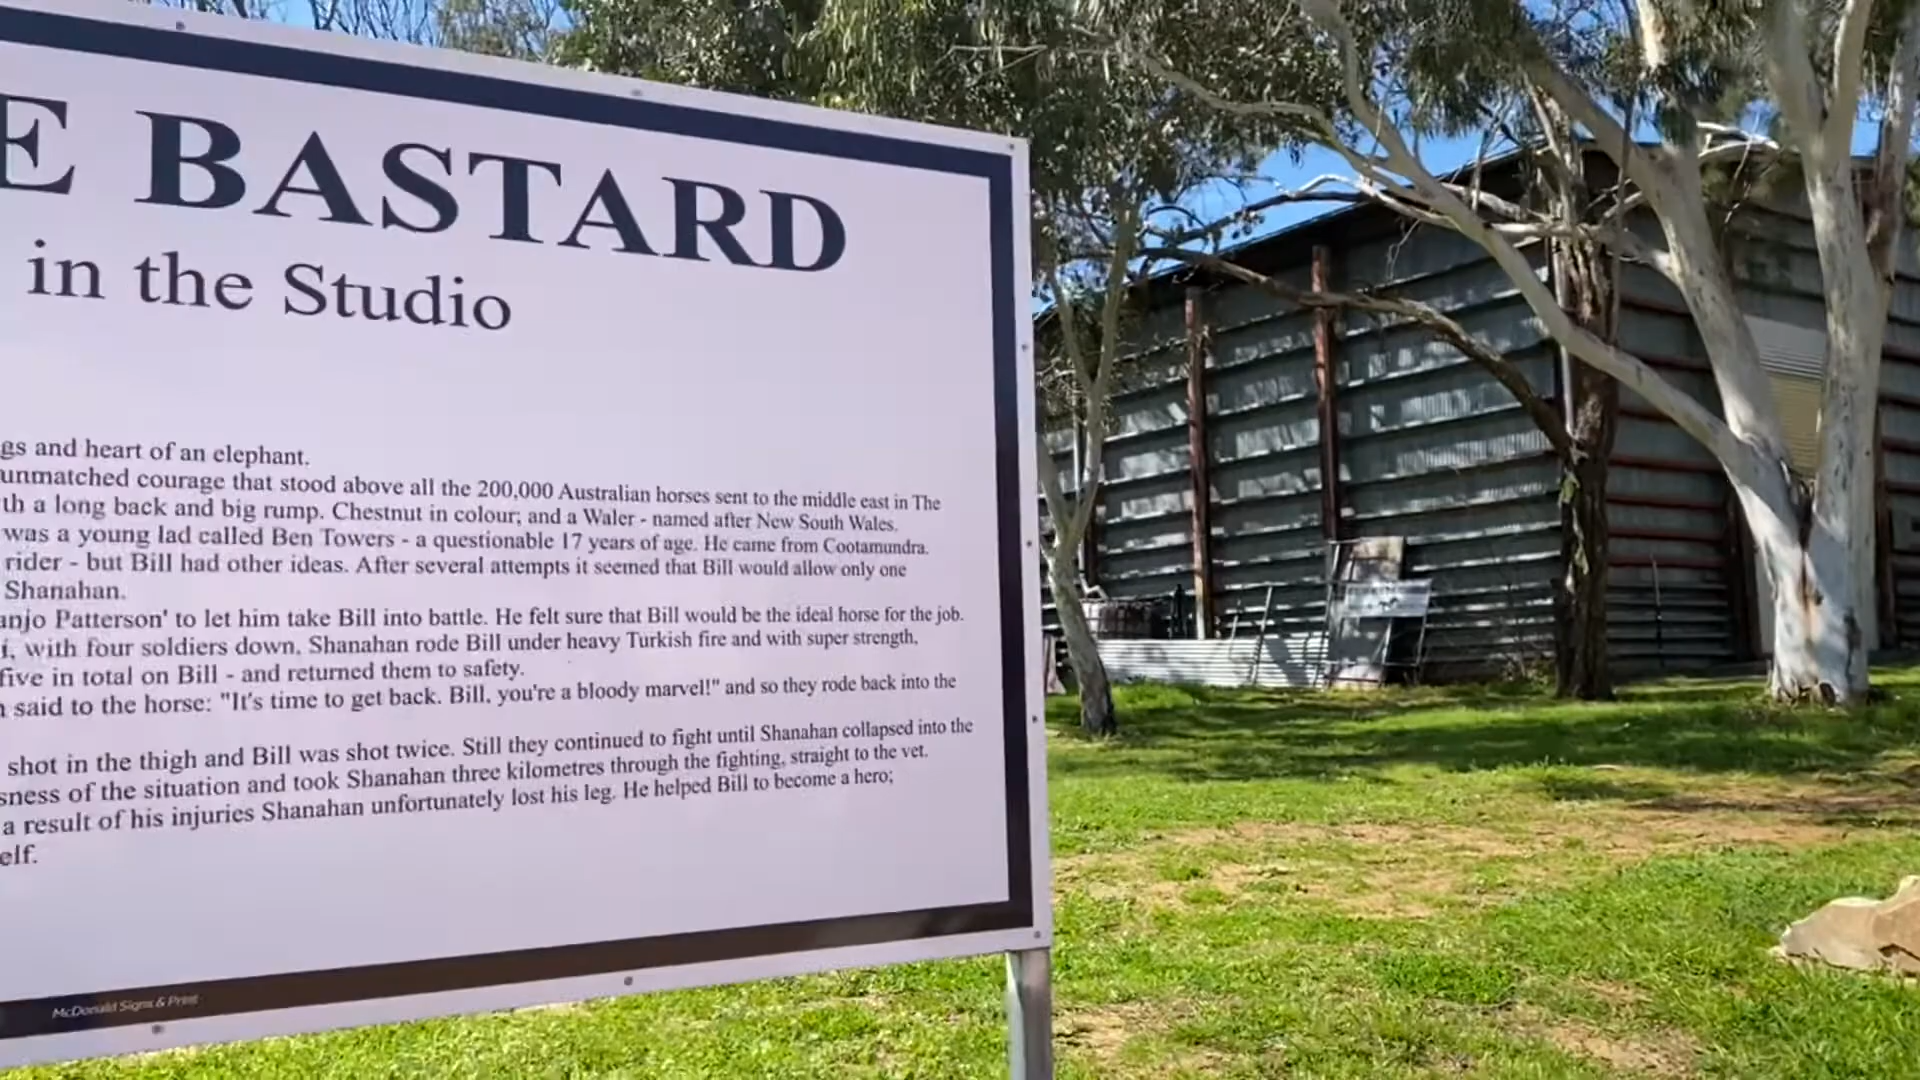 E BASTARD
in the Studio
gs and heart of an elephant.
unmatched courage that stood above all the 200,000 Australian horses sent to the middle east in The
th a long back and big rump. Chestnut in colour; and a Waler - named after New South Wales.
was a young lad called Ben Towers - a questionable 17 years of age. He came from Cootamundra.
rider - but Bill had other ideas. After several attempts it seemed that Bill would allow only one
Shanahan.
anjo Patterson' to let him take Bill into battle. He felt sure that Bill would be the ideal horse for the job.
i, with four soldiers down, Shanahan rode Bill under heavy Turkish fire and with super strength,
five in total on Bill - and returned them to safety.
said to the horse: "It's time to get back. Bill, you're a bloody marvel!" and so they rode back into the
shot in the thigh and Bill was shot twice. Still they continued to fight until Shanahan collapsed into the
sness of the situation and took Shanahan three kilometres through the fighting, straight to the vet.
a result of his injuries Shanahan unfortunately lost his leg. He helped Bill to become a hero;
elf.
McDonald Signs & Print